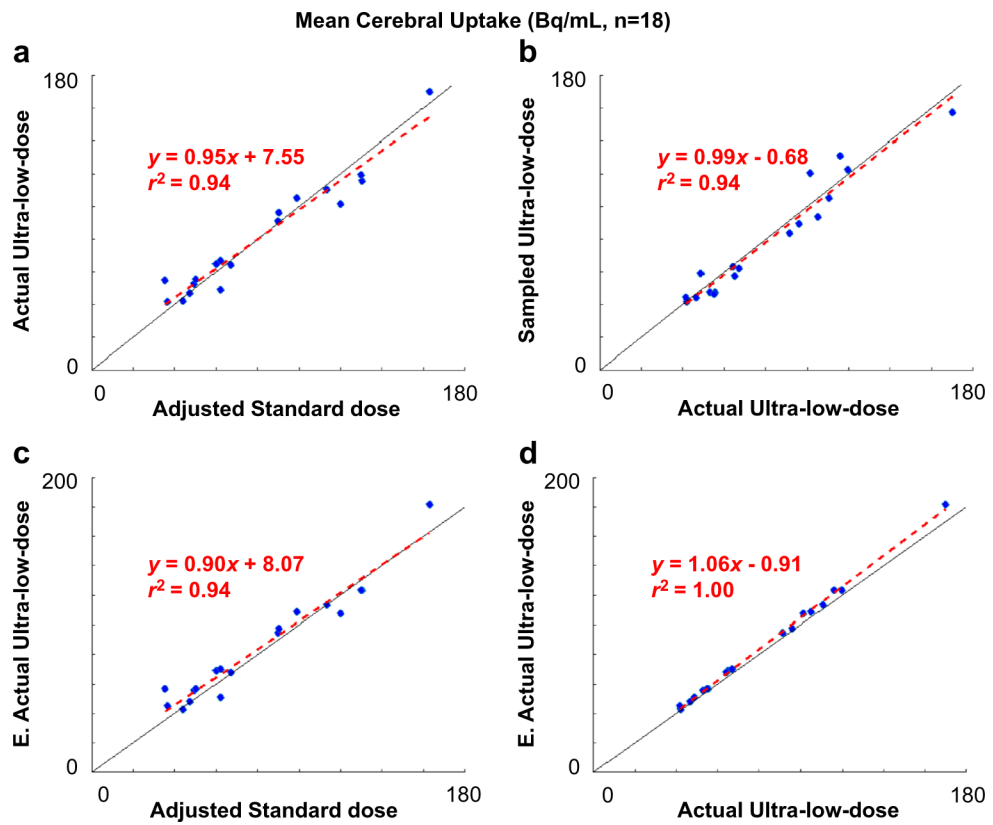 Mean Cerebral Uptake (Bq/mL, n=18)
a
180
Actual Ultra-low-dose
y = 0.95x + 7.55
r² = 0.94
0
0
180
Adjusted Standard dose
b
180
Sampled Ultra-low-dose
y = 0.99x - 0.68
r² = 0.94
0
0
180
Actual Ultra-low-dose
c
200
E. Actual Ultra-low-dose
y = 0.90x + 8.07
r² = 0.94
0
0
180
Adjusted Standard dose
d
200
E. Actual Ultra-low-dose
y = 1.06x - 0.91
r² = 1.00
0
0
180
Actual Ultra-low-dose